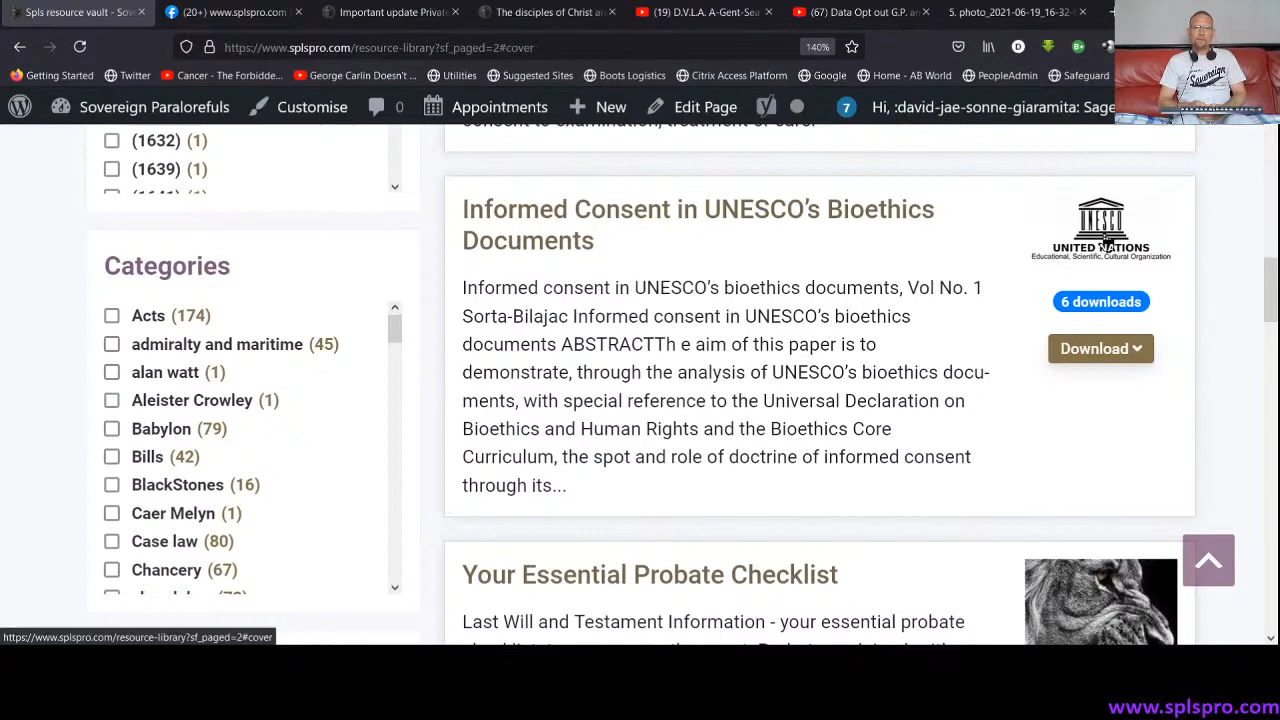 Spls resource vault - Sov
(20+) www.splspro.com
Important update Private
The disciples of Christ an
(19) D.V.L.A. A-Gent-Sea
(67) Data Opt out G.P. an
5. photo_2021-06-19_16-32-
https://www.splspro.com/resource-library?sf_paged=2#cover
140%
Getting Started
Twitter
Cancer - The Forbidde...
George Carlin Doesn't ...
Utilities
Suggested Sites
Boots Logistics
Citrix Access Platform
Google
Home - AB World
PeopleAdmin
Safeguard
Sovereign Paralorefuls
Customise
0
Appointments
New
Edit Page
7
Hi, :david-jae-sonne-giaramita: Sage
Sovereign
(1632) (1)
(1639) (1)
Categories
Acts (174)
admiralty and maritime (45)
alan watt (1)
Aleister Crowley (1)
Babylon (79)
Bills (42)
BlackStones (16)
Caer Melyn (1)
Case law (80)
Chancery (67)
Informed Consent in UNESCO's Bioethics
Documents
Informed consent in UNESCO's bioethics documents, Vol No. 1
Sorta-Bilajac Informed consent in UNESCO's bioethics
documents ABSTRACTTh e aim of this paper is to
demonstrate, through the analysis of UNESCO's bioethics docu-
ments, with special reference to the Universal Declaration on
Bioethics and Human Rights and the Bioethics Core
Curriculum, the spot and role of doctrine of informed consent
through its...
UNESCO
UNITED NATIONS
Educational, Scientific, Cultural Organization
6 downloads
Download
Your Essential Probate Checklist
Last Will and Testament Information - your essential probate
https://www.splspro.com/resource-library?sf_paged=2#cover
www.splspro.com